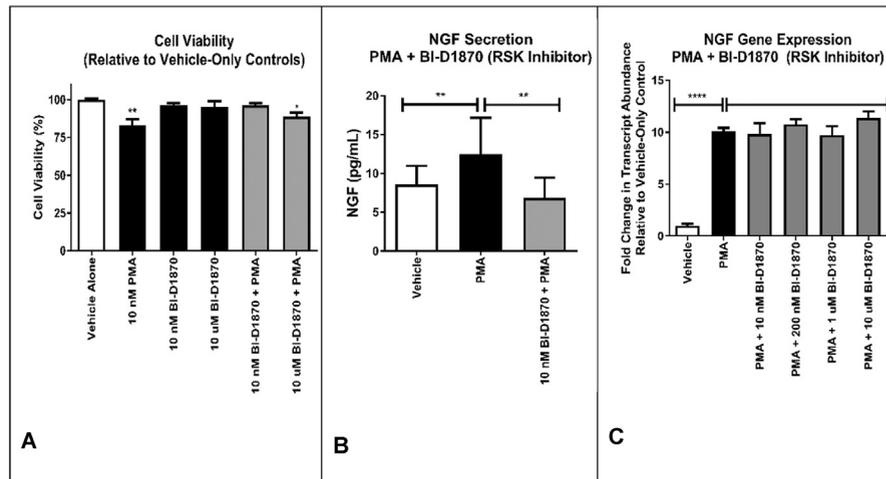 Cell Viability
(Relative to Vehicle-Only Controls)
Cell Viability (%)
100
75
50
25
0
**
*
Vehicle Alone
10 nM PMA
10 nM BI-D1870
10 uM BI-D1870
10 nM BI-D1870 + PMA
10 uM BI-D1870 + PMA
A
NGF Secretion
PMA + BI-D1870 (RSK Inhibitor)
NGF (pg/mL)
20
15
10
5
0
**
**
Vehicle
PMA
10 nM BI-D1870 + PMA
B
NGF Gene Expression
PMA + BI-D1870 (RSK Inhibitor)
Fold Change in Transcript Abundance
Relative to Vehicle-Only Control
15
10
5
0
****
Vehicle
PMA
PMA + 10 nM BI-D1870
PMA + 200 nM BI-D1870
PMA + 1 uM BI-D1870
PMA + 10 uM BI-D1870
C